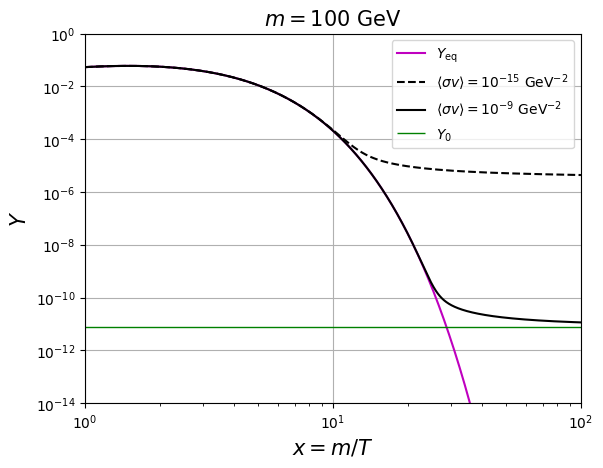 m = 100 GeV
Y_eq
⟨σv⟩ = 10^−15 GeV^−2
⟨σv⟩ = 10^−9 GeV^−2
Y_0
Y
10^0
10^−2
10^−4
10^−6
10^−8
10^−10
10^−12
10^−14
10^0
10^1
10^2
x = m/T